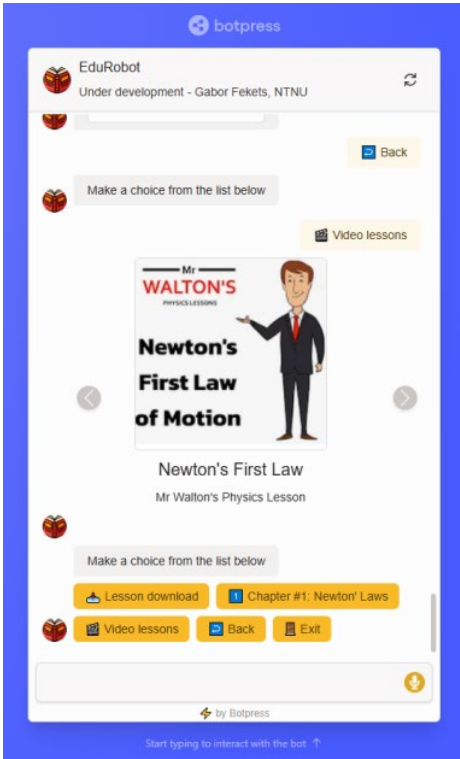 botpress
EduRobot
Under development - Gabor Fekets, NTNU
Back
Make a choice from the list below
Video lessons
Mr
WALTON'S
PHYSICS LESSONS
Newton's
First Law
of Motion
Newton's First Law
Mr Walton's Physics Lesson
Make a choice from the list below
Lesson download
1 Chapter #1: Newton' Laws
Video lessons
Back
Exit
by Botpress
Start typing to interact with the bot ↑